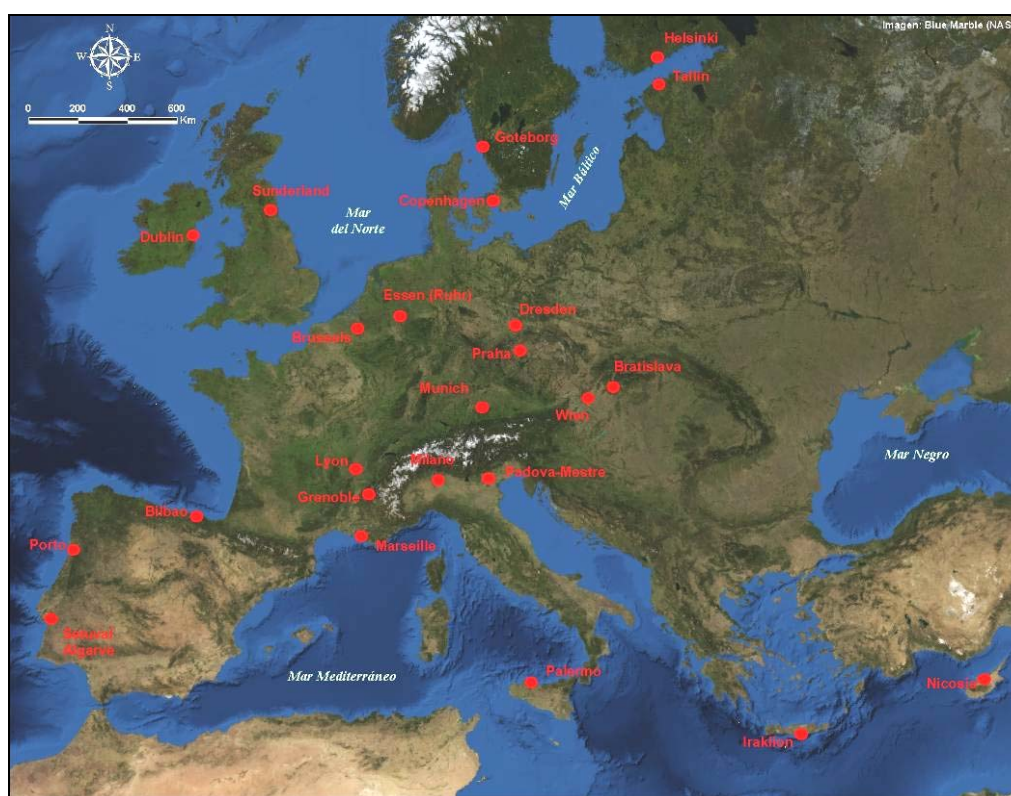 Imagen: Blue Marble (NAS
N
W E
S
0 200 400 600
Km
Helsinki
Tallin
Goteborg
Mar Báltico
Sunderland
Copenhagen
Mar
del Norte
Dublin
Essen (Ruhr)
Dresden
Brussels
Praha
Bratislava
Munich
Wien
Mar Negro
Lyon
Milano
Padova-Mestre
Grenoble
Bilbao
Marseille
Porto
Setubal
Algarve
Mar Mediterráneo
Palermo
Nicosia
Iraklion